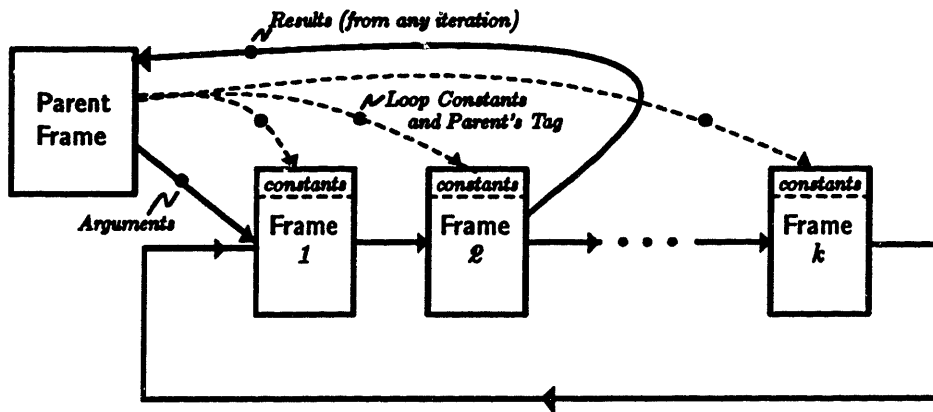 Results (from any iteration)
Parent
Frame
Loop Constants
and Parent's Tag
Arguments
constants
Frame
1
constants
Frame
2
constants
Frame
k